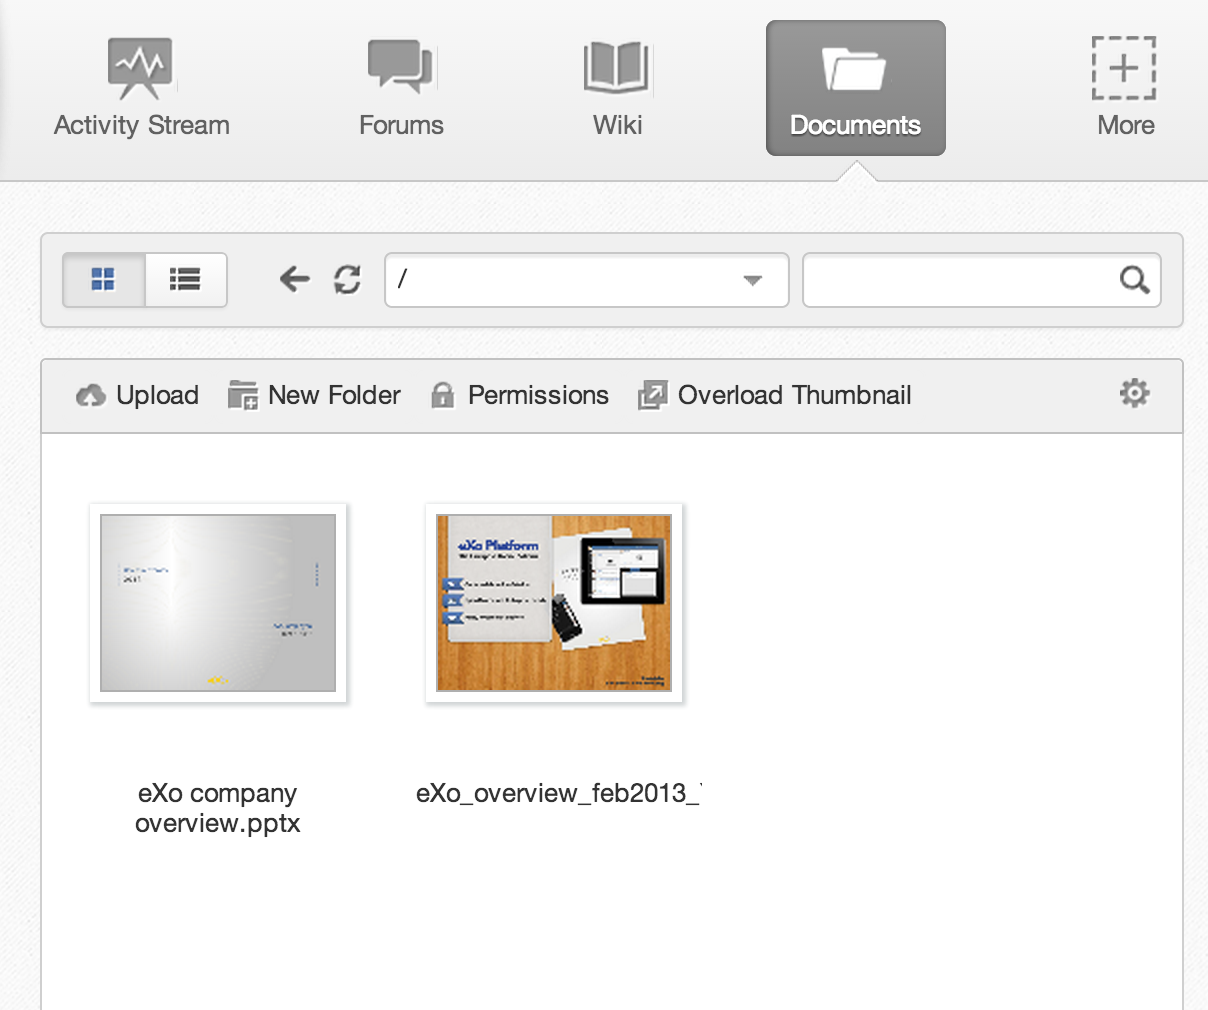 Activity Stream
Forums
Wiki
Documents
More
/
Upload
New Folder
Permissions
Overload Thumbnail
eXo Platform
eXo company
overview.pptx
eXo_overview_feb2013_